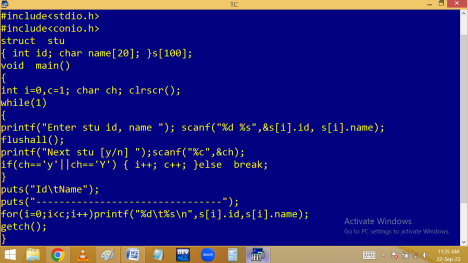 TC
#include<stdio.h>
#include<conio.h>
struct  stu
{ int id; char name[20]; }s[100];
void  main()
{
int i=0,c=1; char ch; clrscr();
while(1)
{
printf("Enter stu id, name "); scanf("%d %s",&s[i].id, s[i].name);
flushall();
printf("Next stu [y/n] ");scanf("%c",&ch);
if(ch=='y'||ch=='Y') { i++; c++; }else  break;
}
puts("Id\tName");
puts("------------------------------");
for(i=0;i<c;i++)printf("%d\t%s\n",s[i].id,s[i].name);
getch();
}
Activate Windows
Go to PC settings to activate Windows.
11:35 AM
02-Sep-23